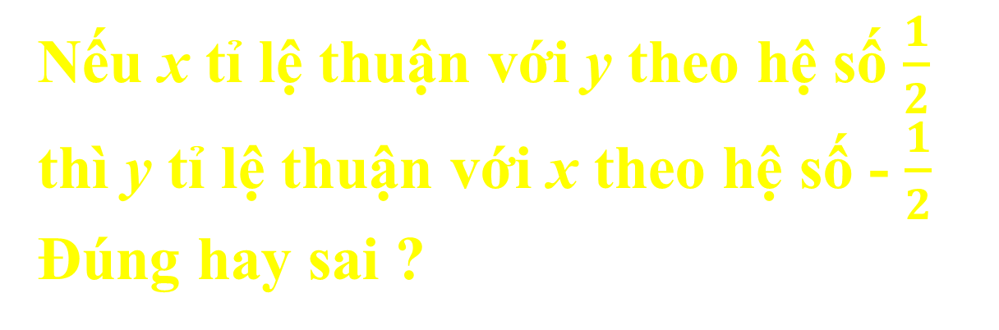 Nếu x tỉ lệ thuận với y theo hệ số 1/2
thì y tỉ lệ thuận với x theo hệ số - 1/2
Đúng hay sai ?